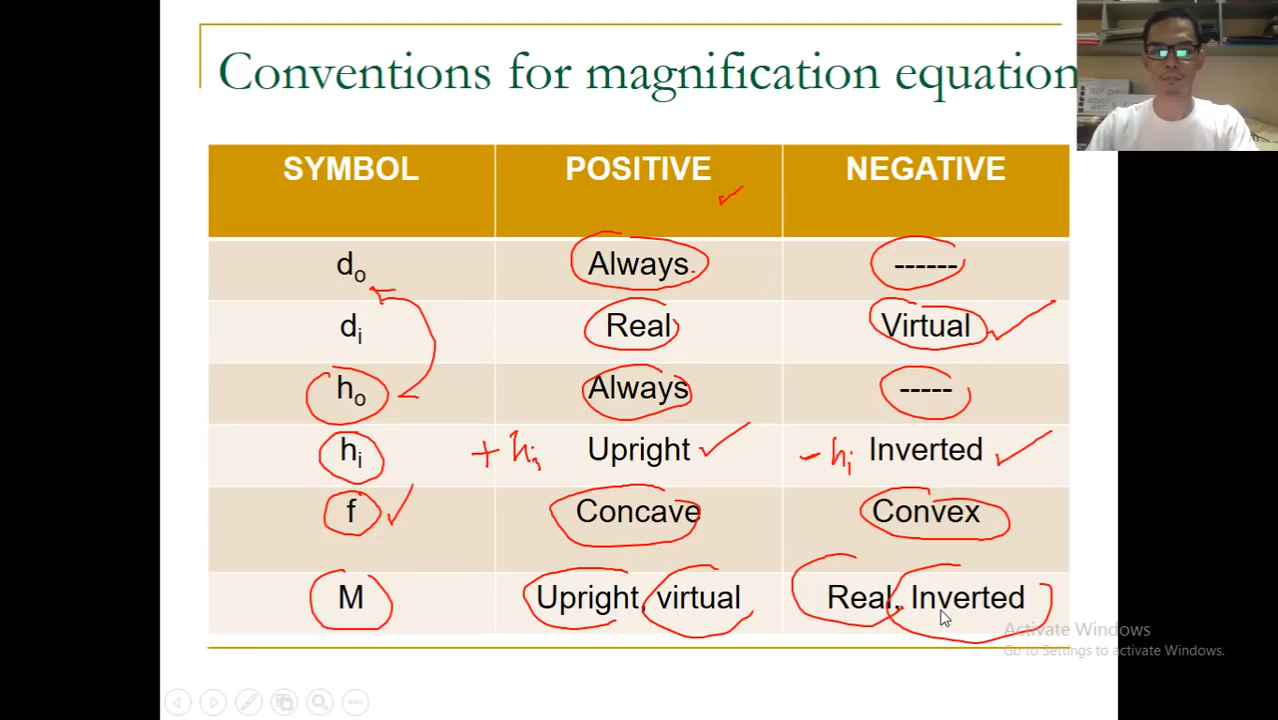 Conventions for magnification equation
SYMBOL POSITIVE NEGATIVE
do Always ------
di Real Virtual
ho Always -----
hi +hi Upright -hi Inverted
f Concave Convex
M Upright, virtual Real, Inverted
Activate Windows
Go to Settings to activate Windows.